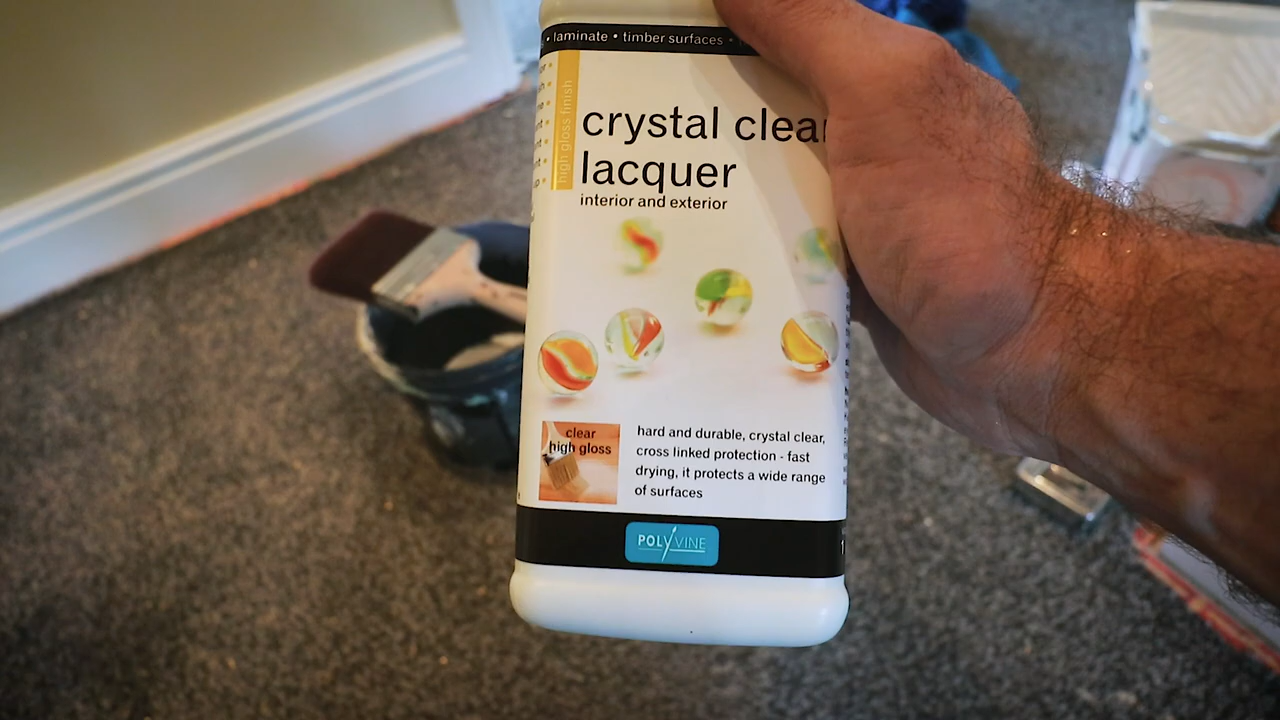 • laminate • timber surfaces •
high gloss finish
crystal clear
lacquer
interior and exterior
clear
high gloss
hard and durable, crystal clear,
cross linked protection - fast
drying, it protects a wide range
of surfaces
POLYVINE